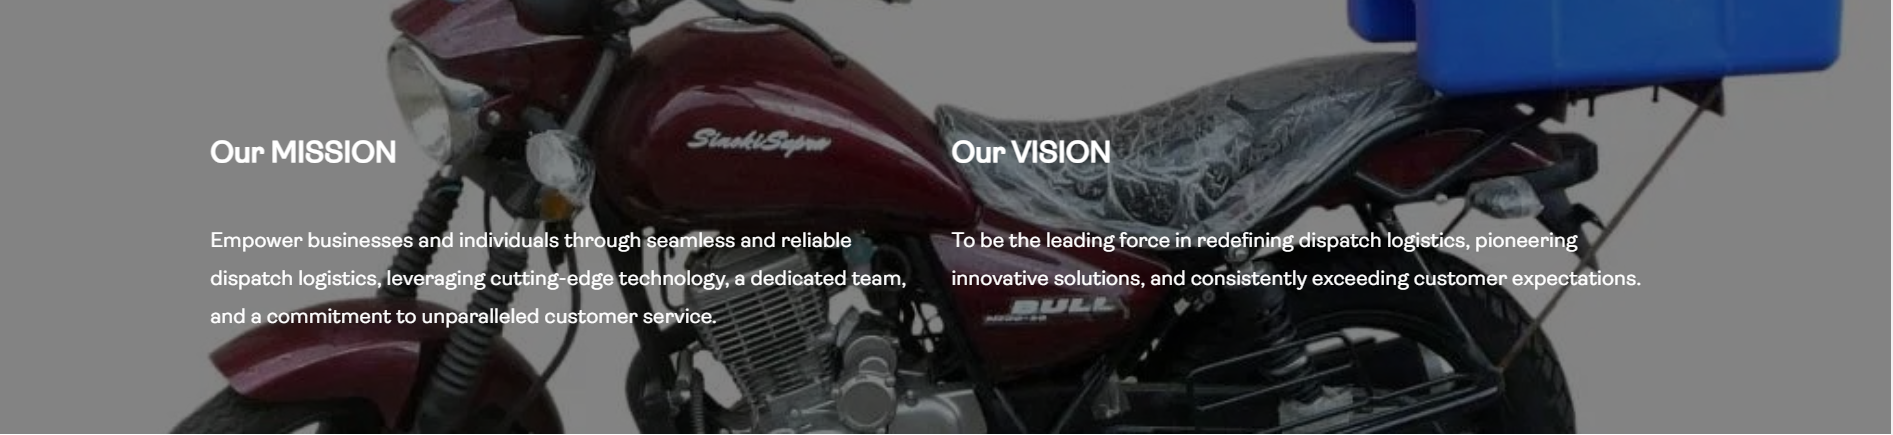 SinokiSupra
Our MISSION
Our VISION
Empower businesses and individuals through seamless and reliable
dispatch logistics, leveraging cutting-edge technology, a dedicated team,
and a commitment to unparalleled customer service.
To be the leading force in redefining dispatch logistics, pioneering
innovative solutions, and consistently exceeding customer expectations.
BULL